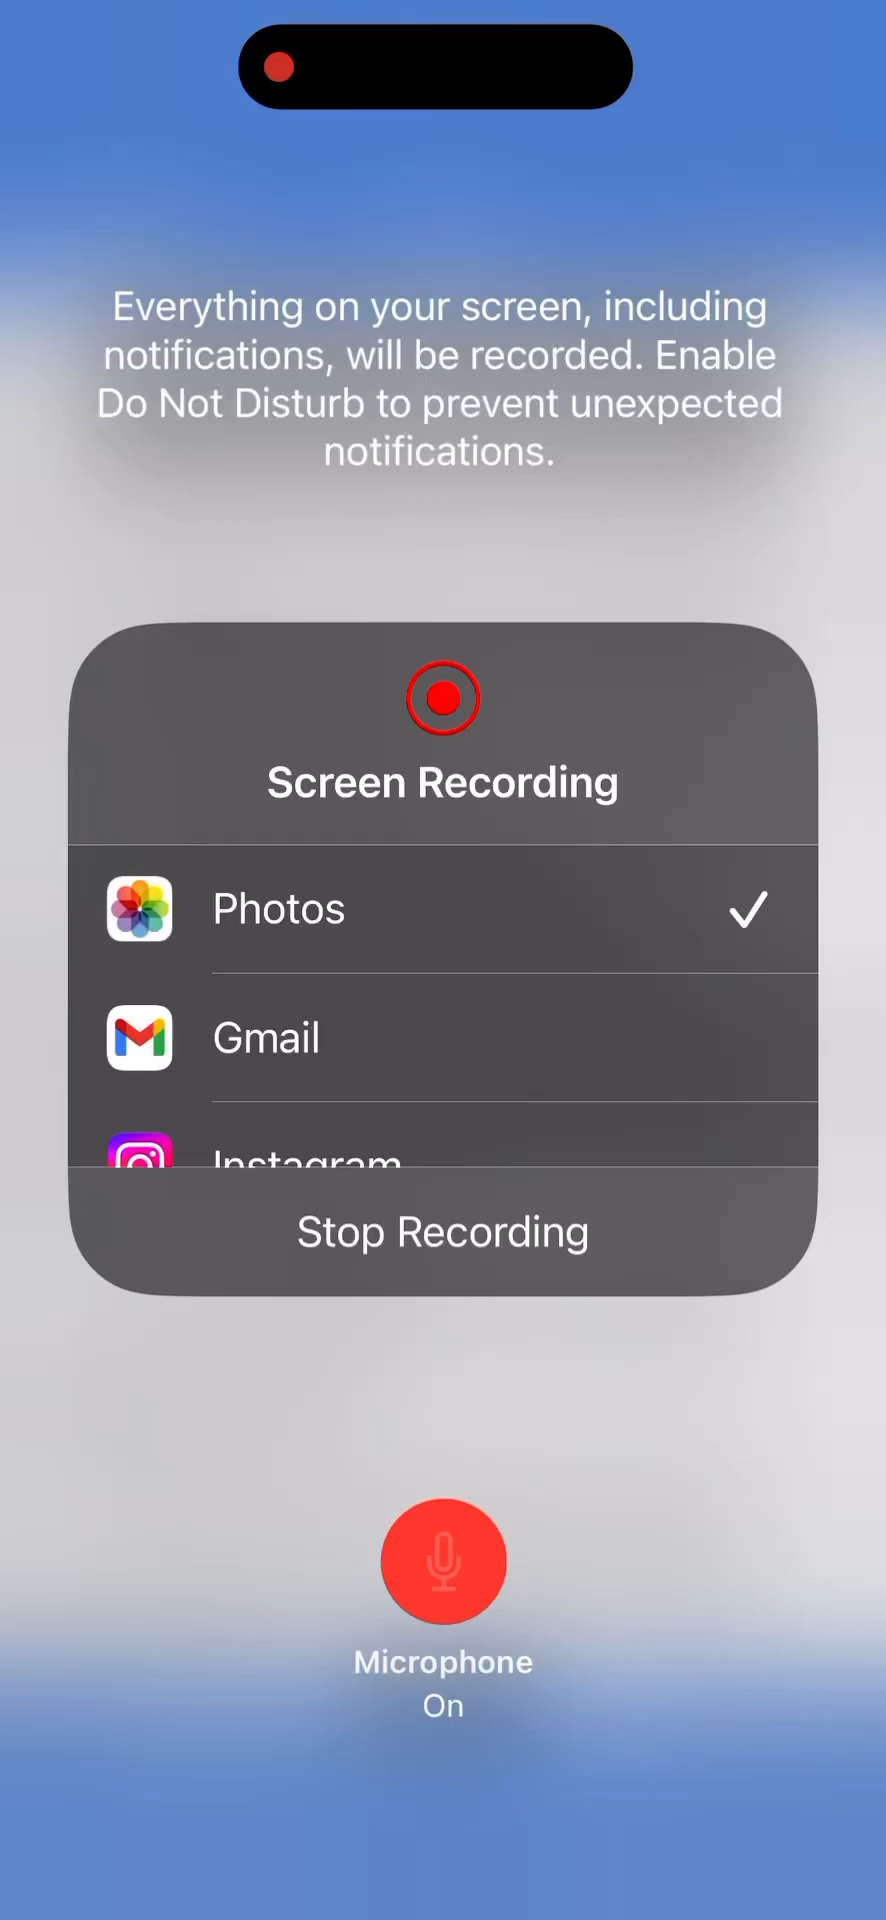 Everything on your screen, including
notifications, will be recorded. Enable
Do Not Disturb to prevent unexpected
notifications.
Screen Recording
Photos
Gmail
Instagram
Stop Recording
Microphone
On